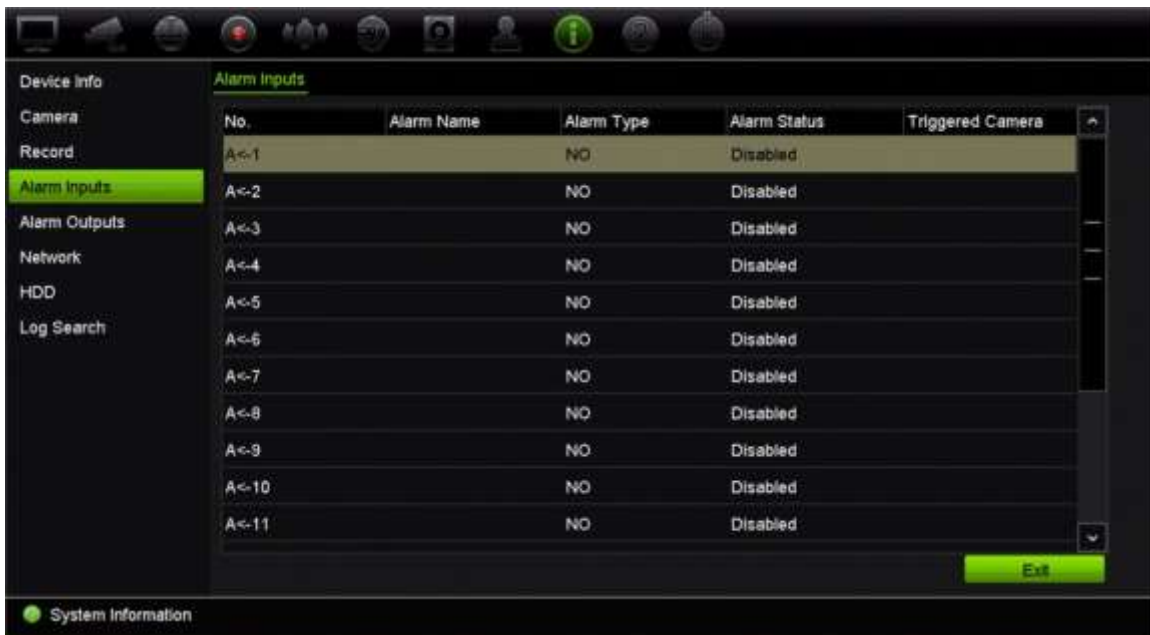 Device Info
Camera
Record
Alarm Inputs
Alarm Outputs
Network
HDD
Log Search
Alarm Inputs
No. Alarm Name Alarm Type Alarm Status Triggered Camera
A<-1 NO Disabled
A<-2 NO Disabled
A<-3 NO Disabled
A<-4 NO Disabled
A<-5 NO Disabled
A<-6 NO Disabled
A<-7 NO Disabled
A<-8 NO Disabled
A<-9 NO Disabled
A<-10 NO Disabled
A<-11 NO Disabled
Exit
System Information